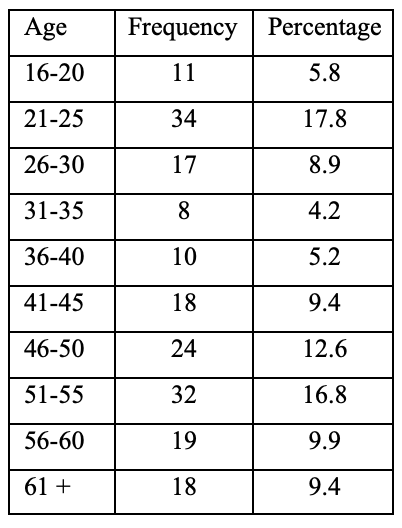 Age Frequency Percentage
16-20 11 5.8
21-25 34 17.8
26-30 17 8.9
31-35 8 4.2
36-40 10 5.2
41-45 18 9.4
46-50 24 12.6
51-55 32 16.8
56-60 19 9.9
61 + 18 9.4